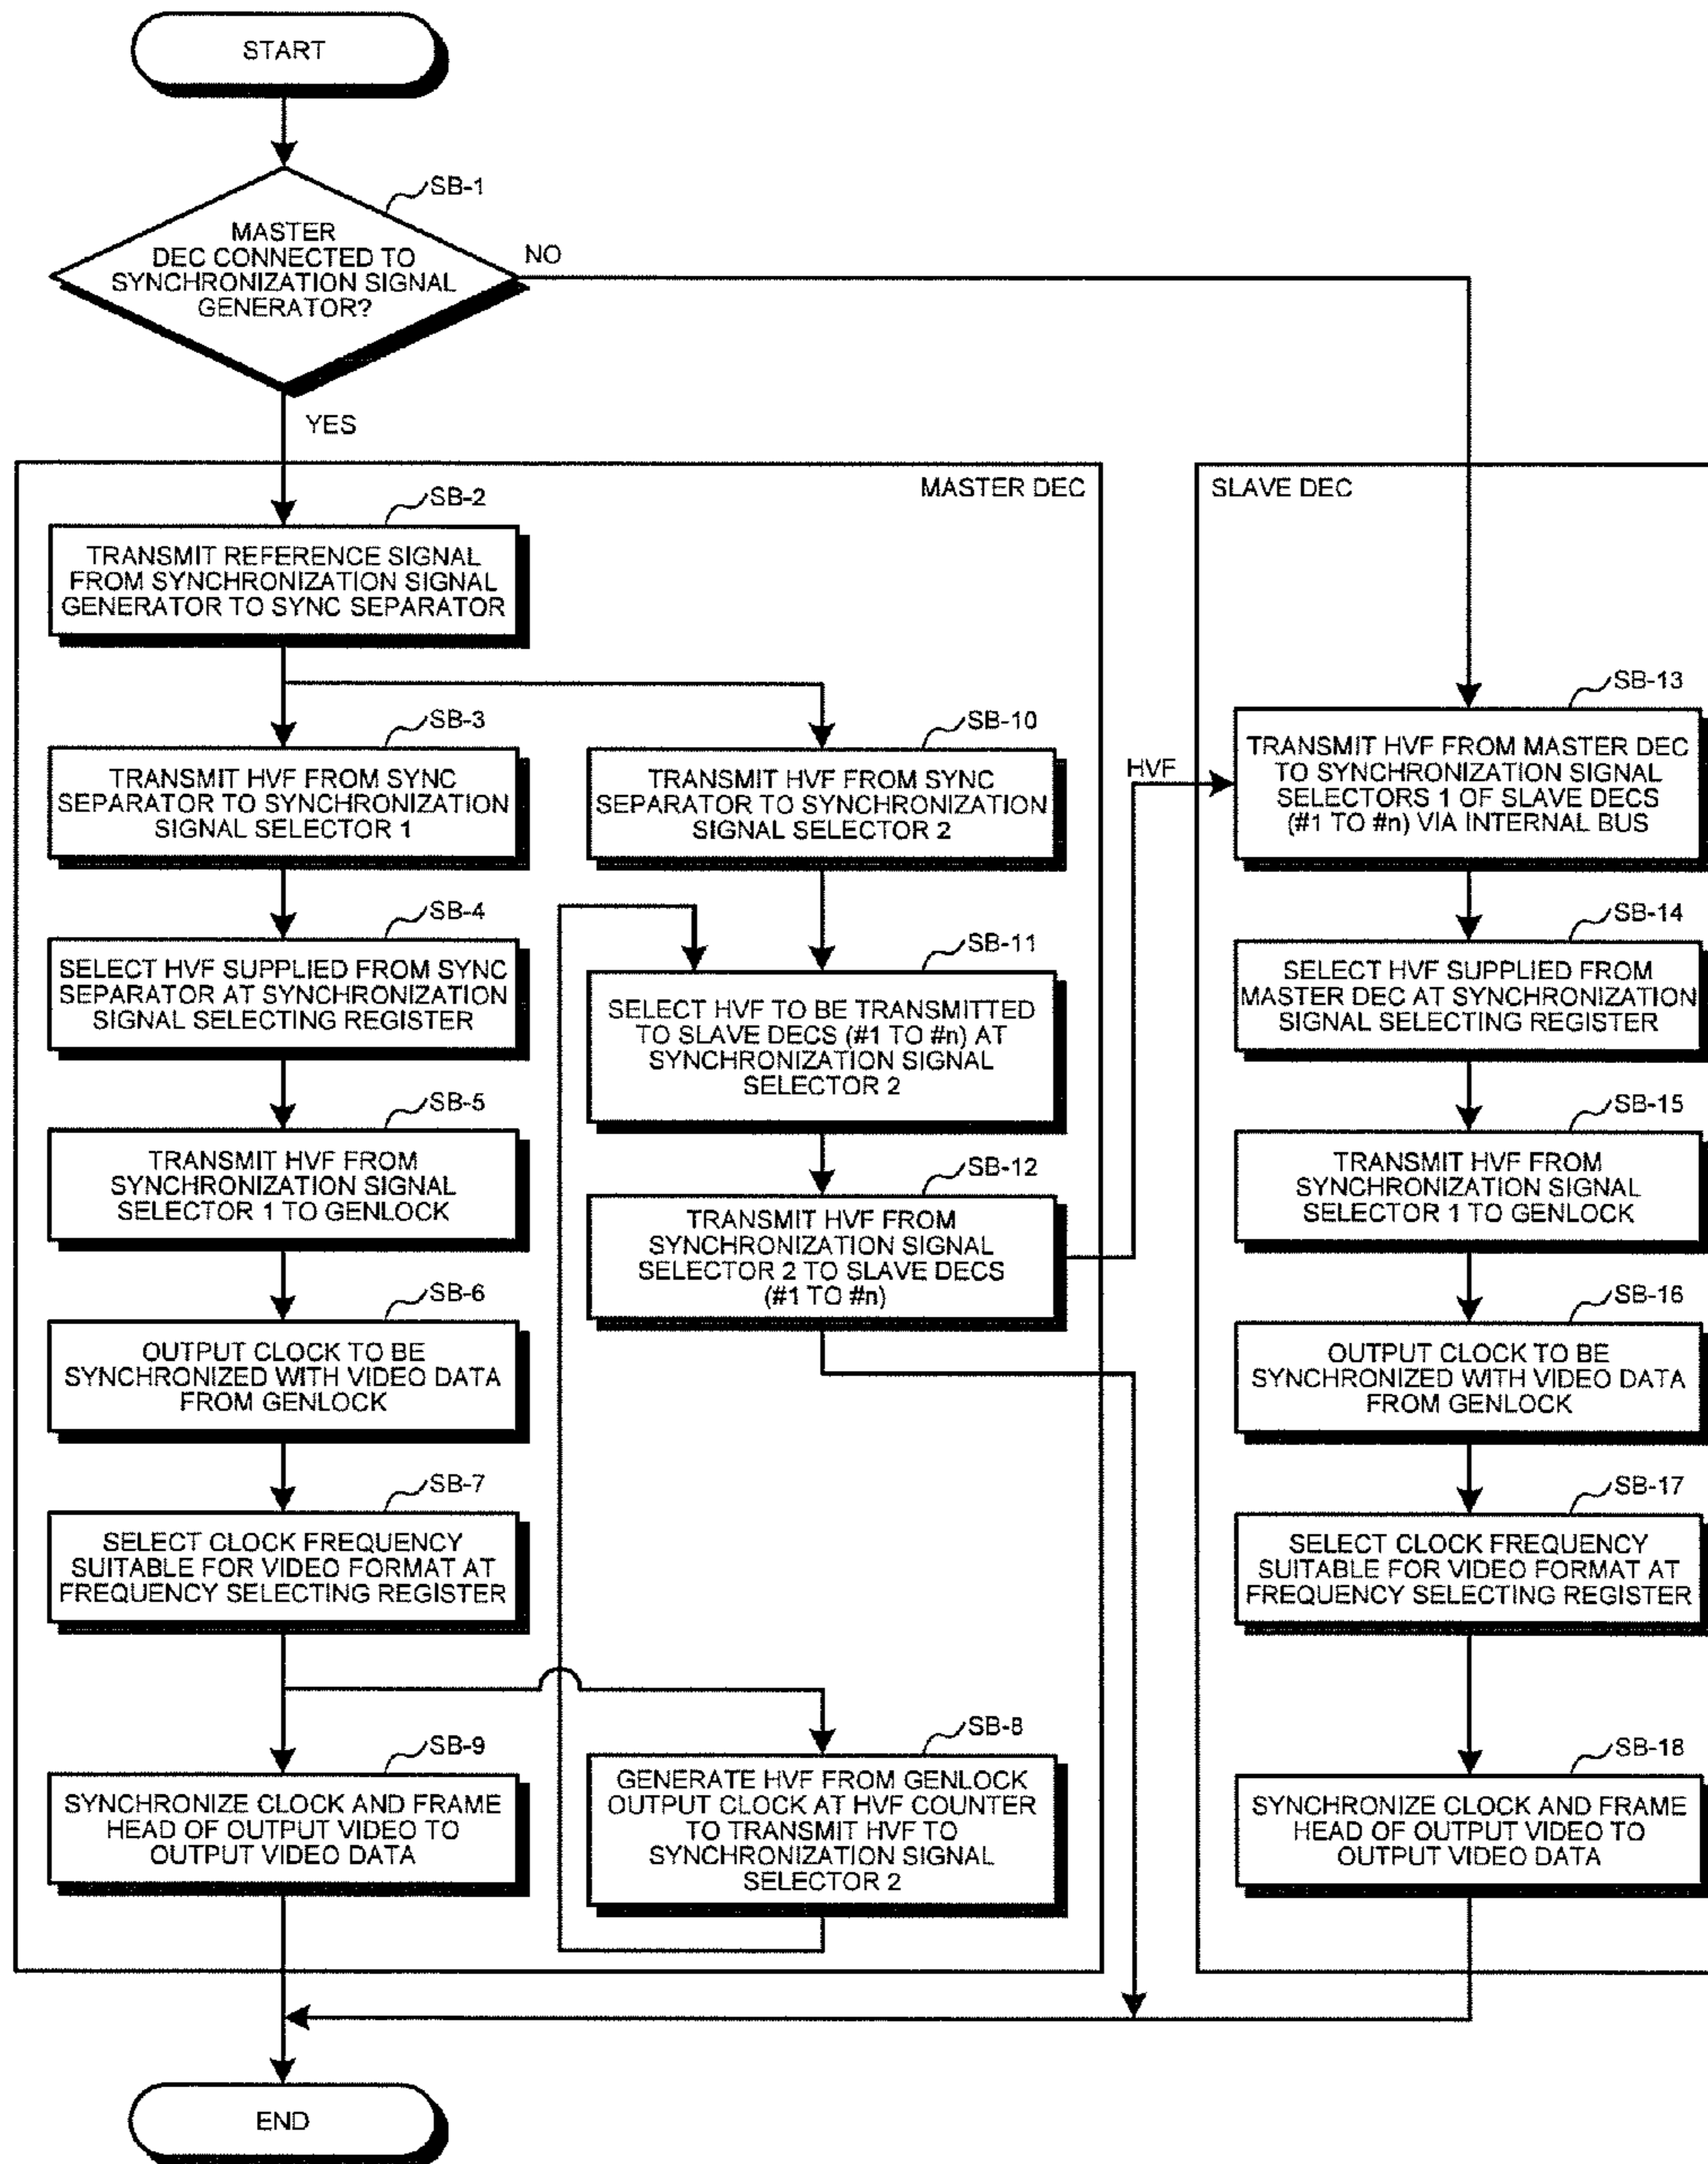 START
SB-1
MASTER
DEC CONNECTED TO
SYNCHRONIZATION SIGNAL
GENERATOR?
NO
YES
MASTER DEC
SB-2
TRANSMIT REFERENCE SIGNAL
FROM SYNCHRONIZATION SIGNAL
GENERATOR TO SYNC SEPARATOR
SB-3
TRANSMIT HVF FROM SYNC
SEPARATOR TO SYNCHRONIZATION
SIGNAL SELECTOR 1
SB-4
SELECT HVF SUPPLIED FROM SYNC
SEPARATOR AT SYNCHRONIZATION
SIGNAL SELECTING REGISTER
SB-5
TRANSMIT HVF FROM
SYNCHRONIZATION SIGNAL
SELECTOR 1 TO GENLOCK
SB-6
OUTPUT CLOCK TO BE
SYNCHRONIZED WITH VIDEO DATA
FROM GENLOCK
SB-7
SELECT CLOCK FREQUENCY
SUITABLE FOR VIDEO FORMAT AT
FREQUENCY SELECTING REGISTER
SB-9
SYNCHRONIZE CLOCK AND FRAME
HEAD OF OUTPUT VIDEO TO
OUTPUT VIDEO DATA
SB-10
TRANSMIT HVF FROM SYNC
SEPARATOR TO SYNCHRONIZATION
SIGNAL SELECTOR 2
SB-11
SELECT HVF TO BE TRANSMITTED
TO SLAVE DECS (#1 TO #n) AT
SYNCHRONIZATION SIGNAL
SELECTOR 2
SB-12
TRANSMIT HVF FROM
SYNCHRONIZATION SIGNAL
SELECTOR 2 TO SLAVE DECS
(#1 TO #n)
SB-8
GENERATE HVF FROM GENLOCK
OUTPUT CLOCK AT HVF COUNTER
TO TRANSMIT HVF TO
SYNCHRONIZATION SIGNAL
SELECTOR 2
HVF
SLAVE DEC
SB-13
TRANSMIT HVF FROM MASTER DEC
TO SYNCHRONIZATION SIGNAL
SELECTORS 1 OF SLAVE DECS
(#1 TO #n) VIA INTERNAL BUS
SB-14
SELECT HVF SUPPLIED FROM
MASTER DEC AT SYNCHRONIZATION
SIGNAL SELECTING REGISTER
SB-15
TRANSMIT HVF FROM
SYNCHRONIZATION SIGNAL
SELECTOR 1 TO GENLOCK
SB-16
OUTPUT CLOCK TO BE
SYNCHRONIZED WITH VIDEO DATA
FROM GENLOCK
SB-17
SELECT CLOCK FREQUENCY
SUITABLE FOR VIDEO FORMAT AT
FREQUENCY SELECTING REGISTER
SB-18
SYNCHRONIZE CLOCK AND FRAME
HEAD OF OUTPUT VIDEO TO
OUTPUT VIDEO DATA
END